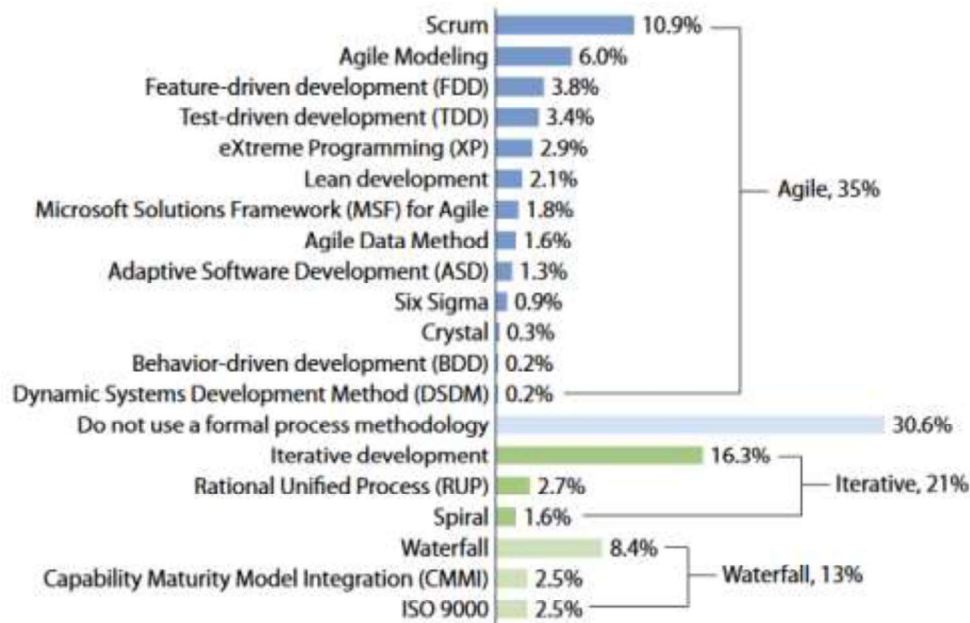 Scrum 10.9%
Agile Modeling 6.0%
Feature-driven development (FDD) 3.8%
Test-driven development (TDD) 3.4%
eXtreme Programming (XP) 2.9%
Lean development 2.1%
Agile, 35%
Microsoft Solutions Framework (MSF) for Agile 1.8%
Agile Data Method 1.6%
Adaptive Software Development (ASD) 1.3%
Six Sigma 0.9%
Crystal 0.3%
Behavior-driven development (BDD) 0.2%
Dynamic Systems Development Method (DSDM) 0.2%
Do not use a formal process methodology 30.6%
Iterative development 16.3%
Rational Unified Process (RUP) 2.7%
Iterative, 21%
Spiral 1.6%
Waterfall 8.4%
Capability Maturity Model Integration (CMMI) 2.5%
Waterfall, 13%
ISO 9000 2.5%